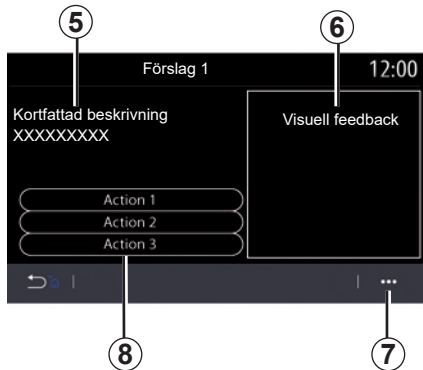 5
6
Förslag 1
12:00
Kortfattad beskrivning
XXXXXXXXX
Visuell feedback
Action 1
Action 2
Action 3
8
7